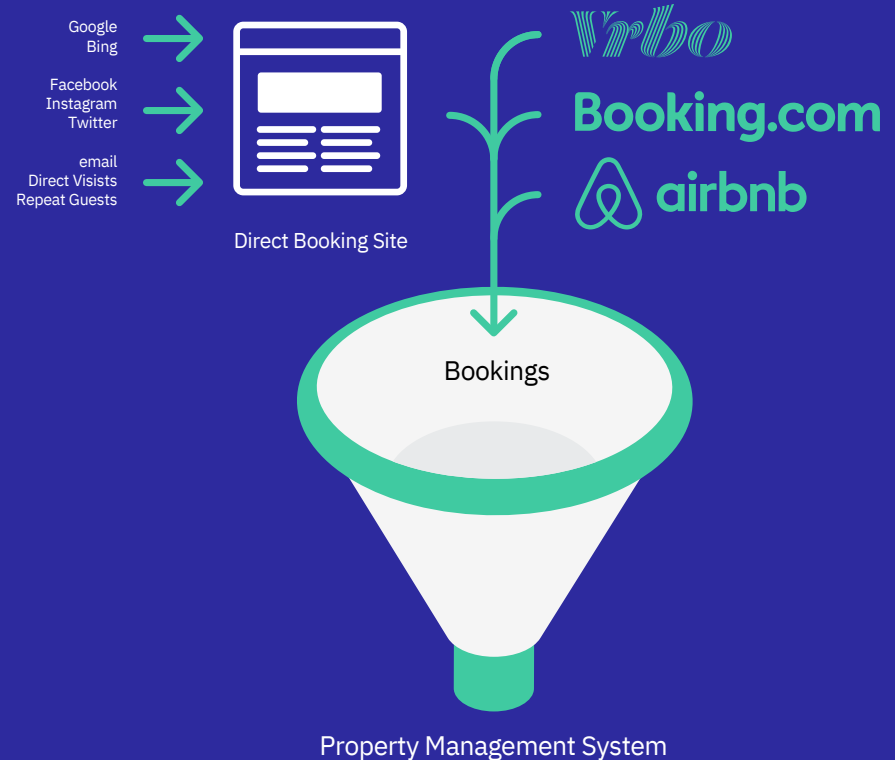 Google
Bing
Facebook
Instagram
Twitter
email
Direct Visists
Repeat Guests
Direct Booking Site
Vrbo
Booking.com
airbnb
Bookings
Property Management System